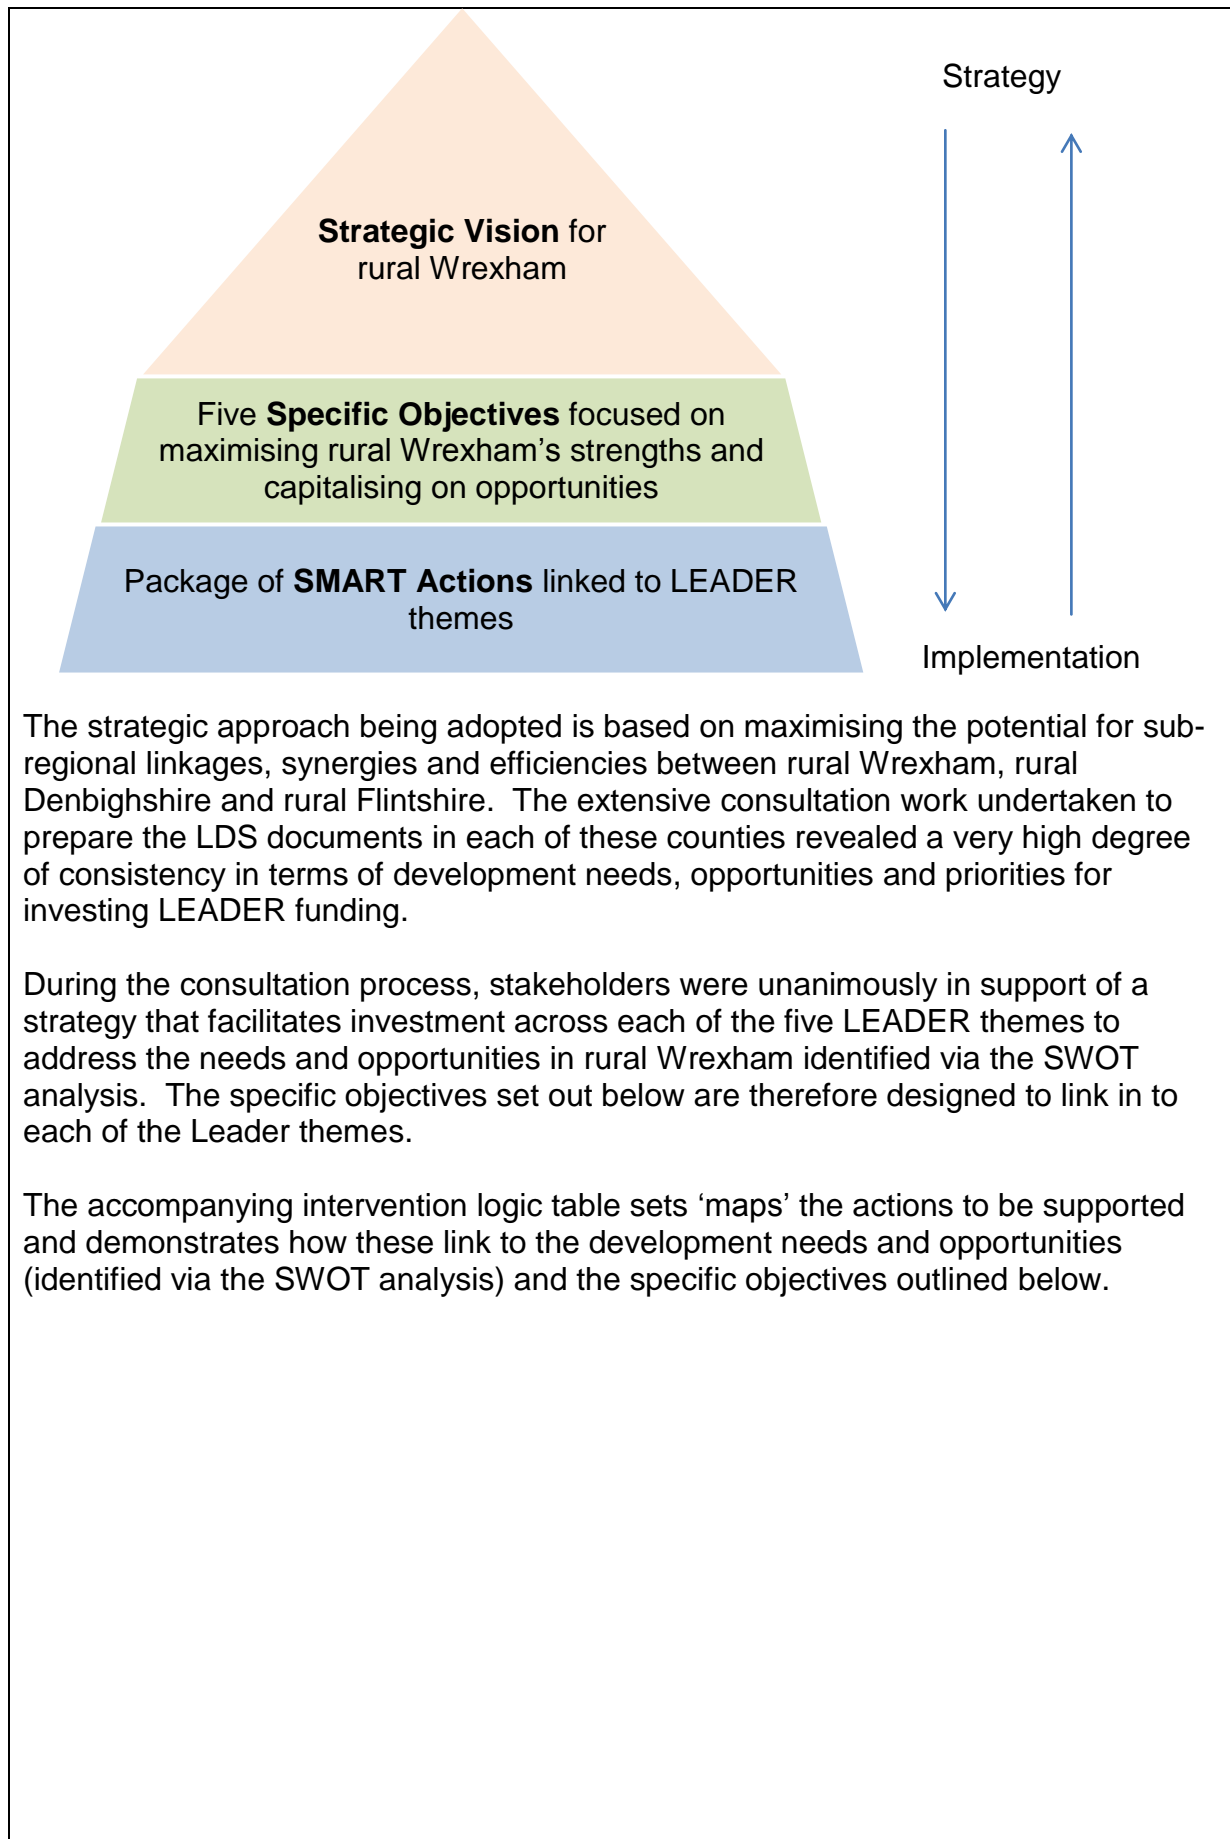 Strategy
Strategic Vision for
rural Wrexham
Five Specific Objectives focused on
maximising rural Wrexham's strengths and
capitalising on opportunities
Package of SMART Actions linked to LEADER
themes
Implementation
The strategic approach being adopted is based on maximising the potential for sub-
regional linkages, synergies and efficiencies between rural Wrexham, rural
Denbighshire and rural Flintshire.  The extensive consultation work undertaken to
prepare the LDS documents in each of these counties revealed a very high degree
of consistency in terms of development needs, opportunities and priorities for
investing LEADER funding.
During the consultation process, stakeholders were unanimously in support of a
strategy that facilitates investment across each of the five LEADER themes to
address the needs and opportunities in rural Wrexham identified via the SWOT
analysis.  The specific objectives set out below are therefore designed to link in to
each of the Leader themes.
The accompanying intervention logic table sets ‘maps’ the actions to be supported
and demonstrates how these link to the development needs and opportunities
(identified via the SWOT analysis) and the specific objectives outlined below.